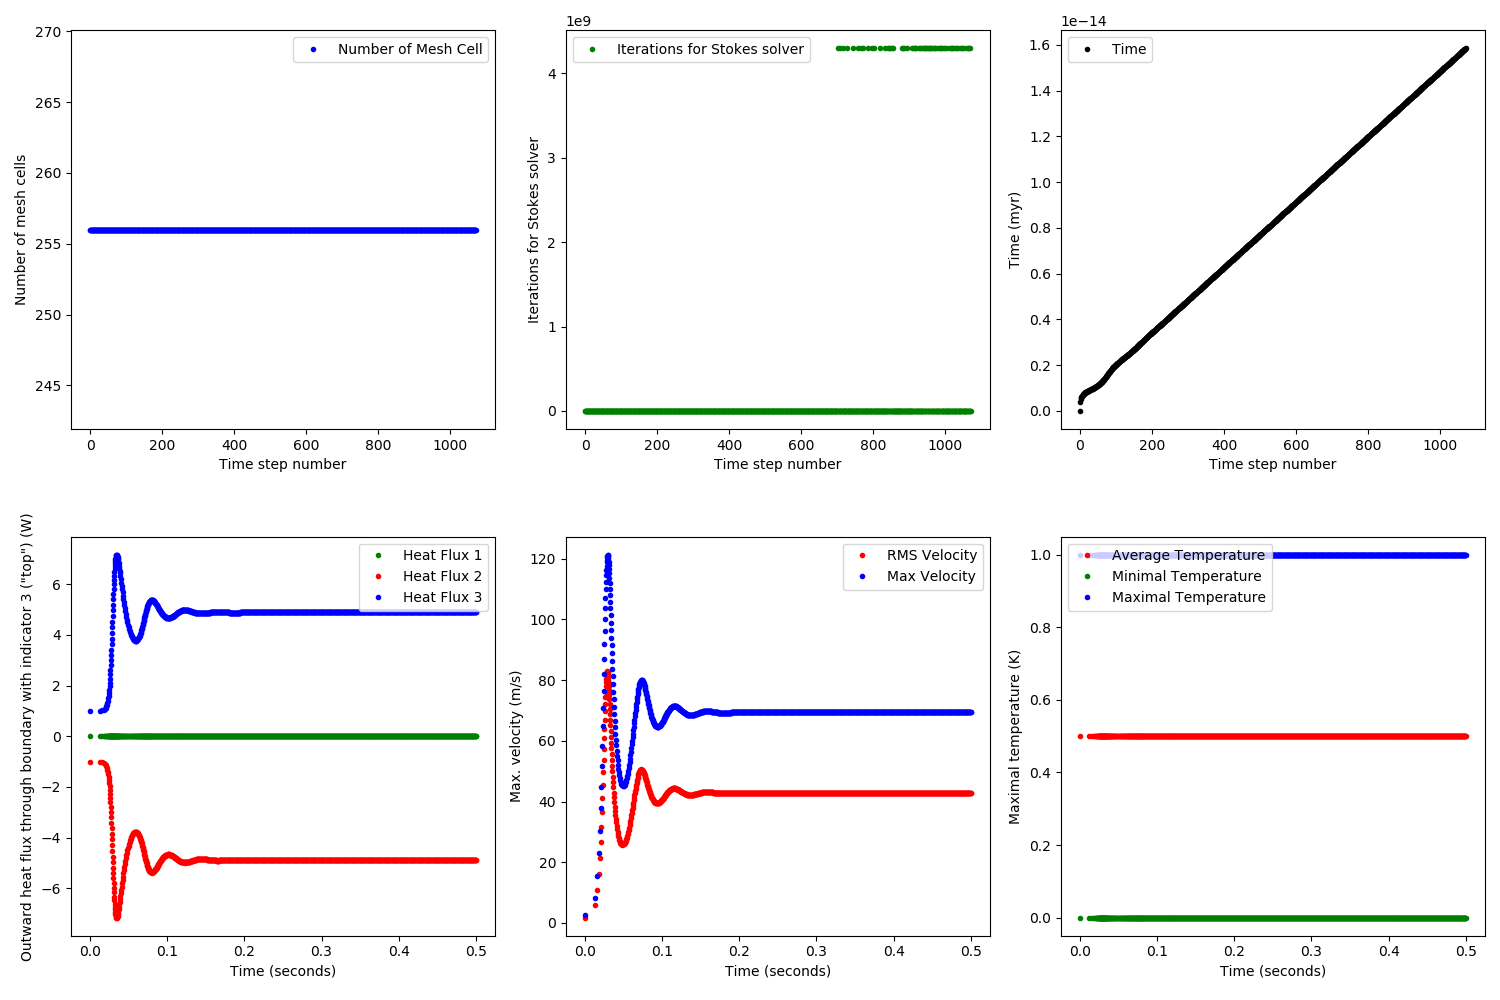 Number of mesh cells
270
265
260
255
250
245
Number of Mesh Cell
0 200 400 600 800 1000
Time step number
1e9
Iterations for Stokes solver
4
3
2
1
0
Iterations for Stokes solver
0 200 400 600 800 1000
Time step number
1e−14
Time (myr)
1.6
1.4
1.2
1.0
0.8
0.6
0.4
0.2
0.0
Time
0 200 400 600 800 1000
Time step number
Outward heat flux through boundary with indicator 3 ("top") (W)
6
4
2
0
−2
−4
−6
Heat Flux 1
Heat Flux 2
Heat Flux 3
0.0 0.1 0.2 0.3 0.4 0.5
Time (seconds)
Max. velocity (m/s)
120
100
80
60
40
20
0
RMS Velocity
Max Velocity
0.0 0.1 0.2 0.3 0.4 0.5
Time (seconds)
Maximal temperature (K)
1.0
0.8
0.6
0.4
0.2
0.0
Average Temperature
Minimal Temperature
Maximal Temperature
0.0 0.1 0.2 0.3 0.4 0.5
Time (seconds)